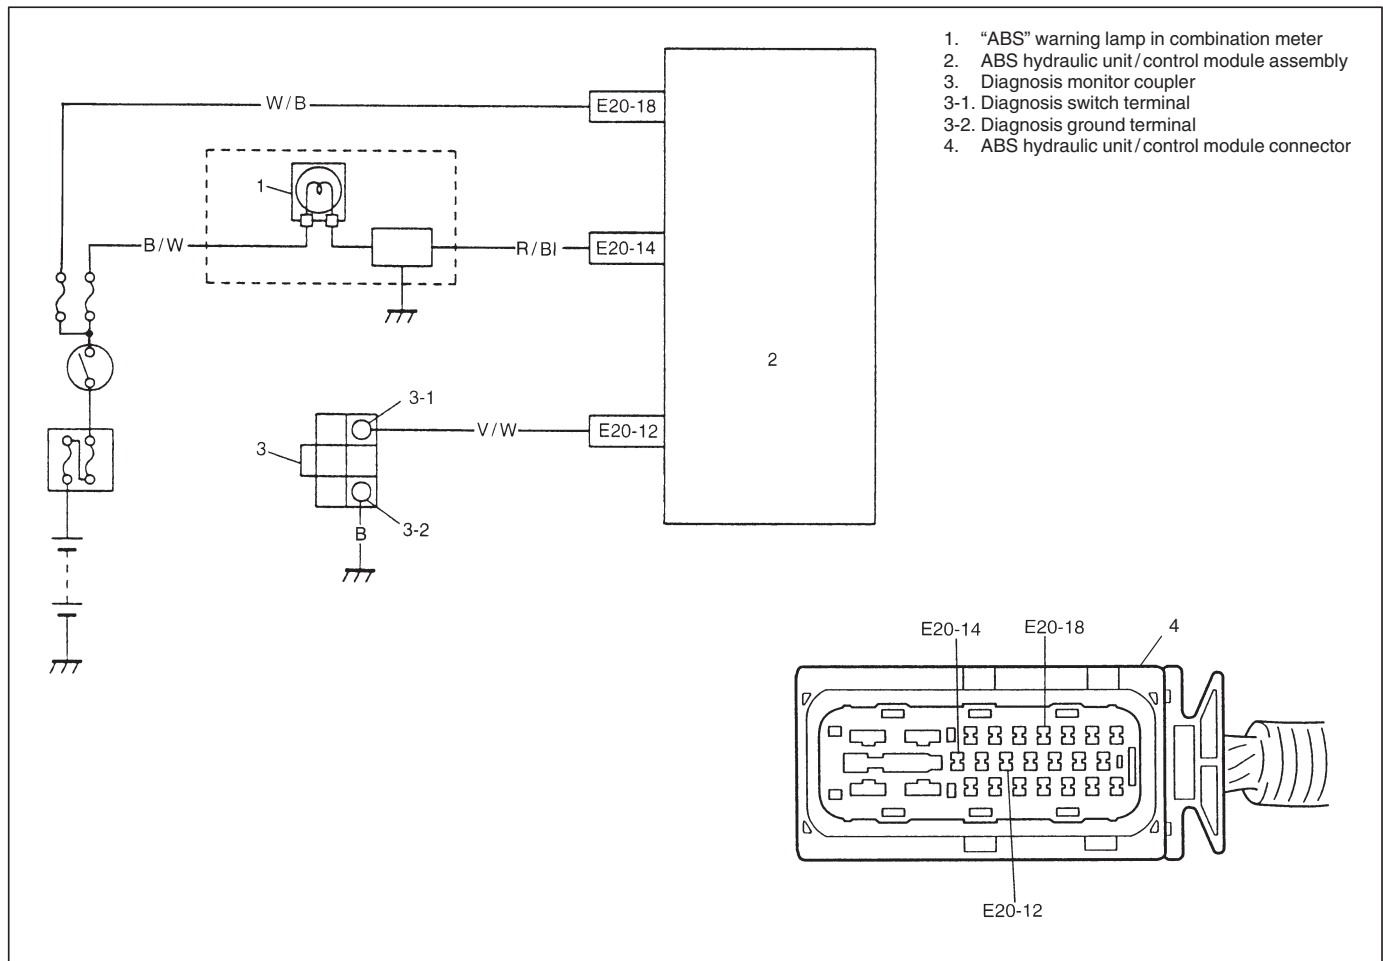 1. “ABS” warning lamp in combination meter
2. ABS hydraulic unit/control module assembly
3. Diagnosis monitor coupler
3-1. Diagnosis switch terminal
3-2. Diagnosis ground terminal
4. ABS hydraulic unit/control module connector
W/B
E20-18
1
B/W
R/Bl
E20-14
2
3-1
V/W
E20-12
3
3-2
B
E20-14
E20-18
4
E20-12